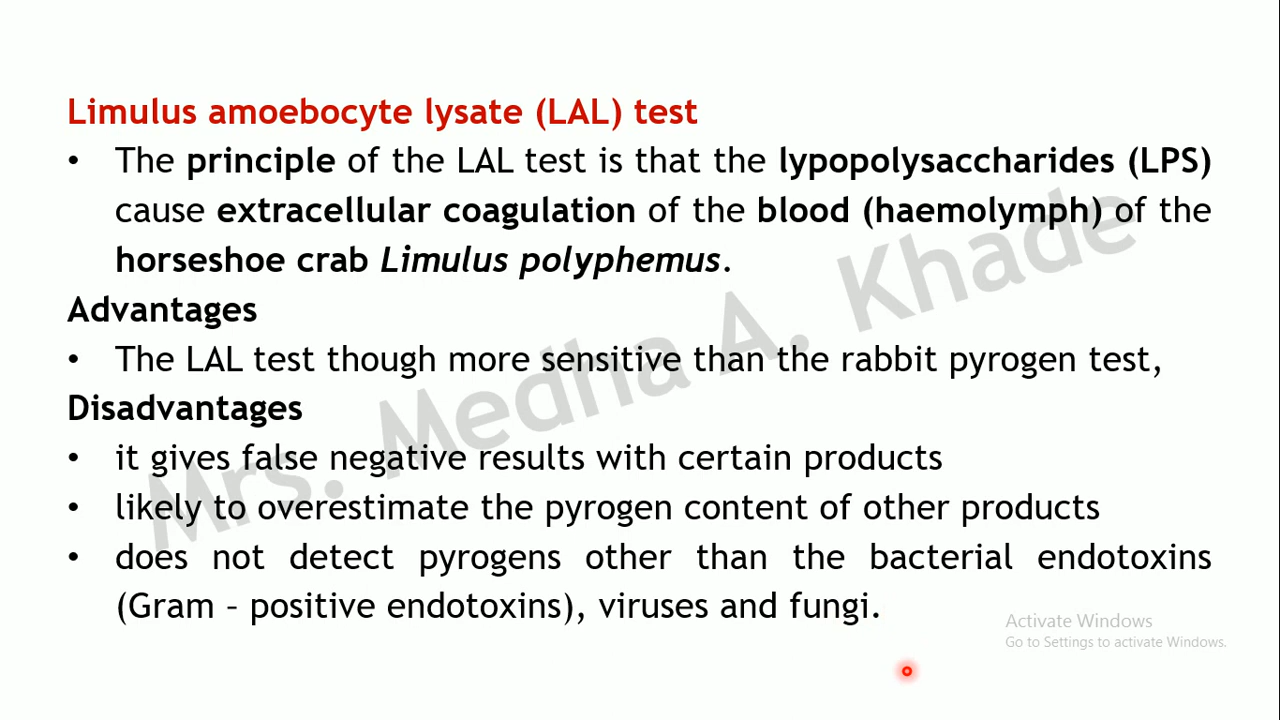 Limulus amoebocyte lysate (LAL) test
• The principle of the LAL test is that the lypopolysaccharides (LPS)
cause extracellular coagulation of the blood (haemolymph) of the
horseshoe crab Limulus polyphemus.
Advantages
• The LAL test though more sensitive than the rabbit pyrogen test,
Disadvantages
• it gives false negative results with certain products
• likely to overestimate the pyrogen content of other products
• does not detect pyrogens other than the bacterial endotoxins
(Gram – positive endotoxins), viruses and fungi.
Mrs. Medha A. Khade
Activate Windows
Go to Settings to activate Windows.